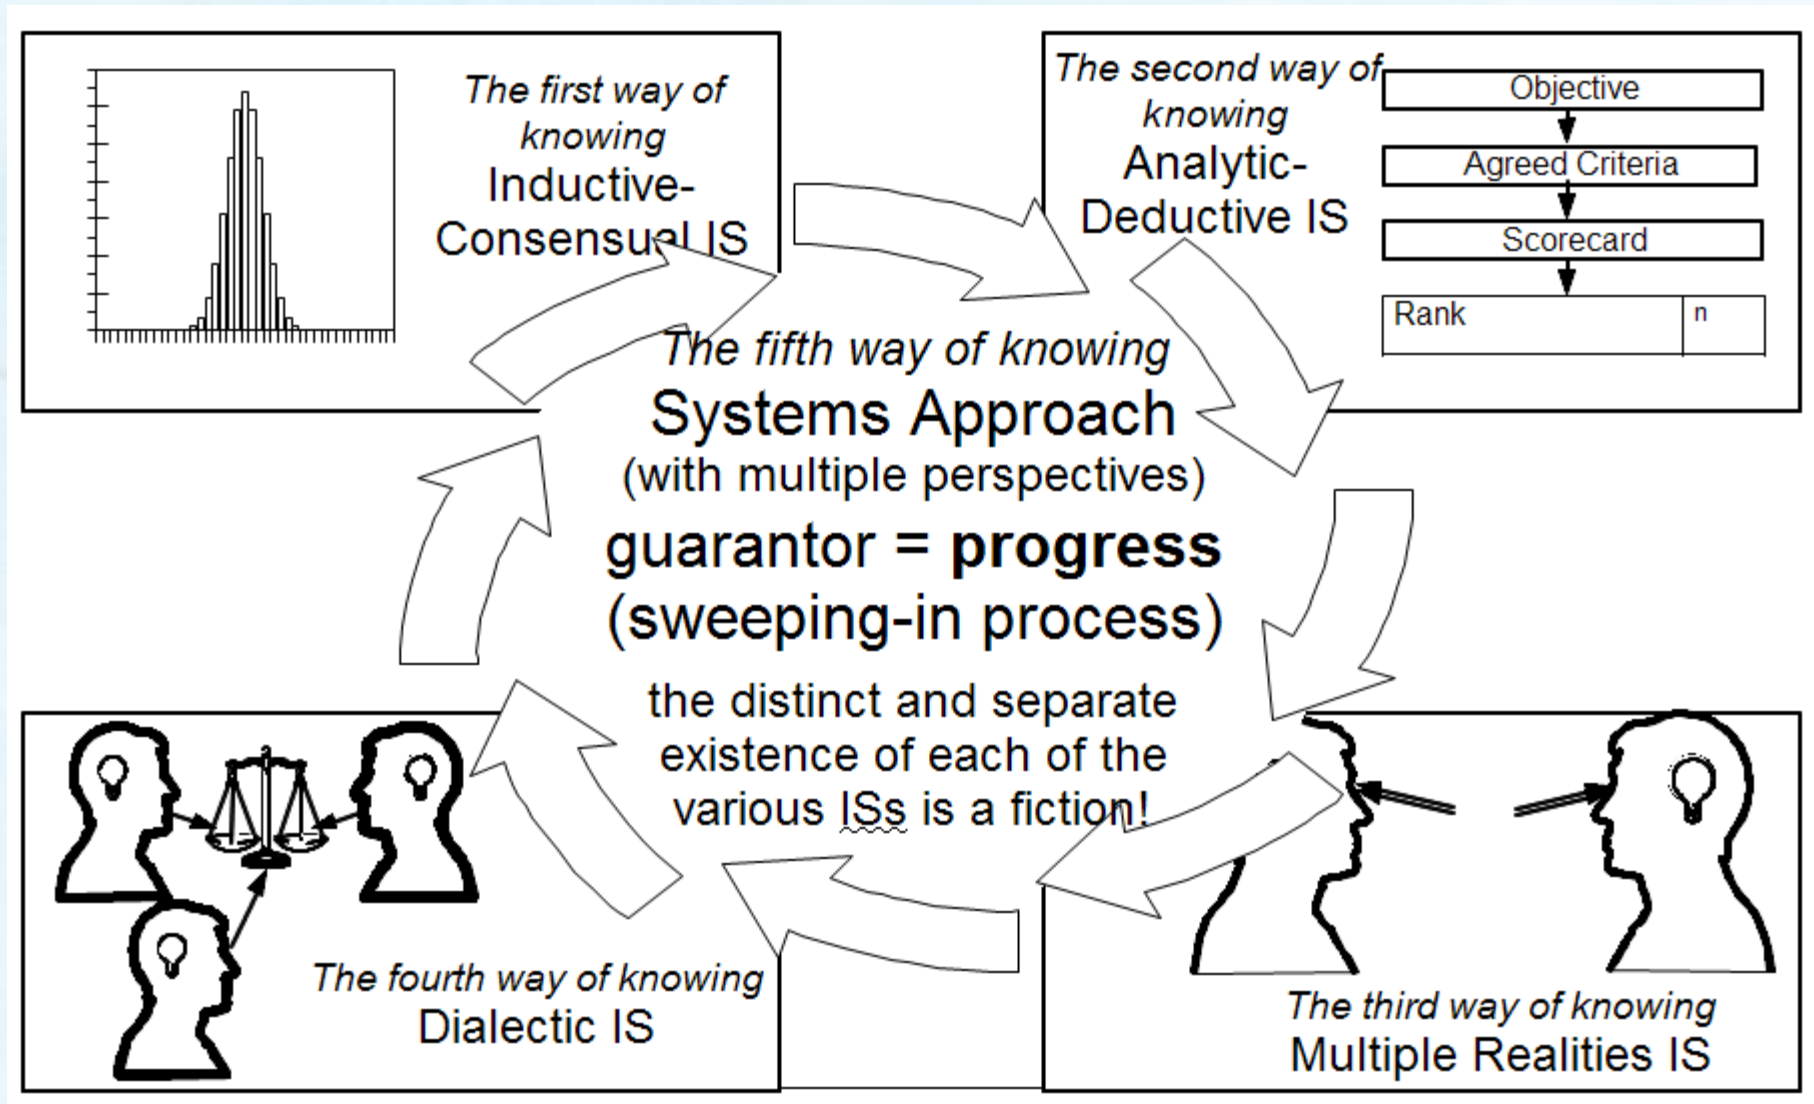 The first way of
knowing
Inductive-
Consensual IS
The second way of
knowing
Analytic-
Deductive IS
Objective
Agreed Criteria
Scorecard
Rank
n
The fifth way of knowing
Systems Approach
(with multiple perspectives)
guarantor = progress
(sweeping-in process)
the distinct and separate
existence of each of the
various ISs is a fiction!
The fourth way of knowing
Dialectic IS
The third way of knowing
Multiple Realities IS